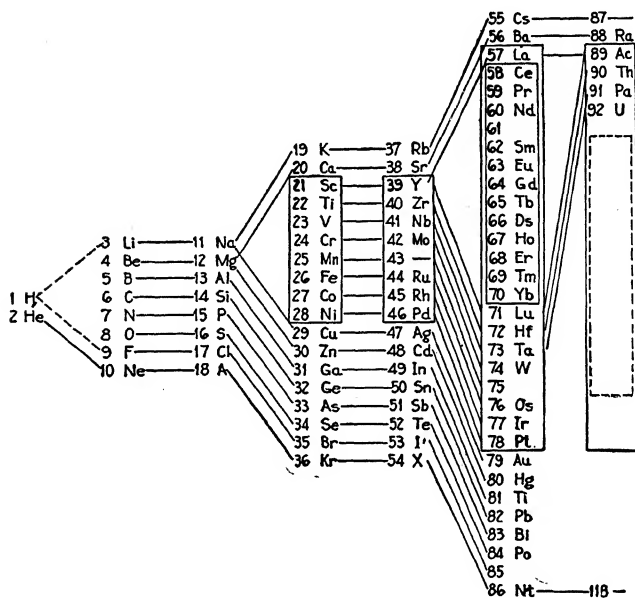 1 H
2 He
3 Li
4 Be
5 B
6 C
7 N
8 O
9 F
10 Ne
11 Na
12 Mg
13 Al
14 Si
15 P
16 S
17 Cl
18 A
19 K
20 Ca
21 Sc
22 Ti
23 V
24 Cr
25 Mn
26 Fe
27 Co
28 Ni
29 Cu
30 Zn
31 Ga
32 Ge
33 As
34 Se
35 Br
36 Kr
37 Rb
38 Sr
39 Y
40 Zr
41 Nb
42 Mo
43 —
44 Ru
45 Rh
46 Pd
47 Ag
48 Cd
49 In
50 Sn
51 Sb
52 Te
53 I
54 X
55 Cs
56 Ba
57 La
58 Ce
59 Pr
60 Nd
61
62 Sm
63 Eu
64 Gd
65 Tb
66 Ds
67 Ho
68 Er
69 Tm
70 Yb
71 Lu
72 Hf
73 Ta
74 W
75
76 Os
77 Ir
78 Pt
79 Au
80 Hg
81 Ti
82 Pb
83 Bi
84 Po
85
86 Nt
87 —
88 Ra
89 Ac
90 Th
91 Pa
92 U
118 —